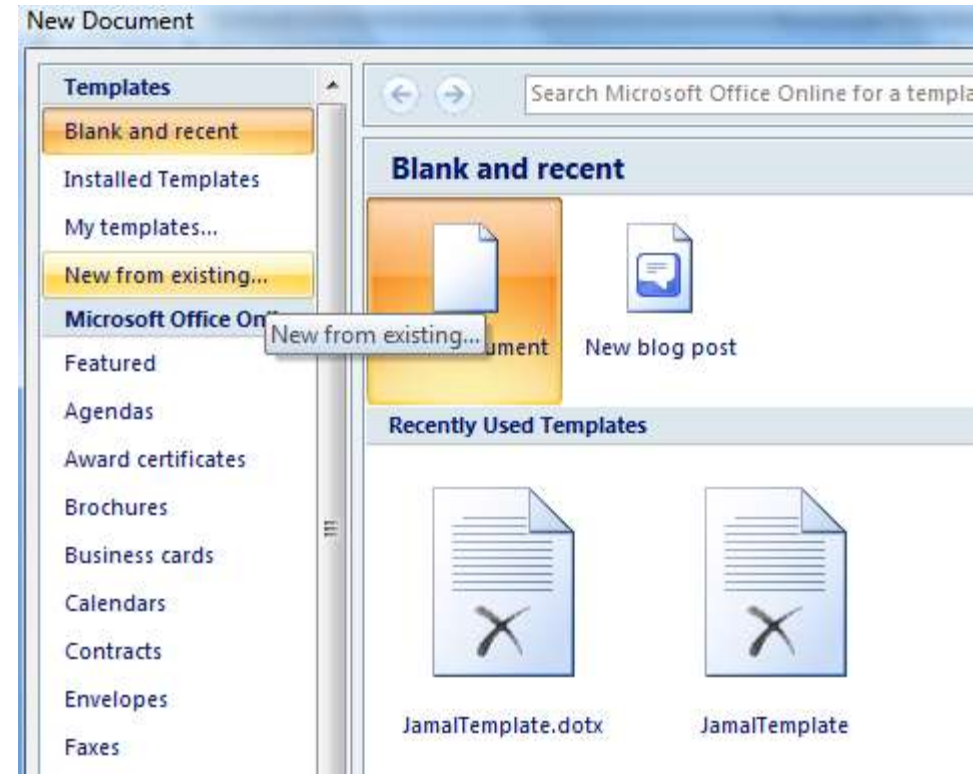 New Document
Templates
Blank and recent
Installed Templates
My templates...
New from existing...
Microsoft Office
New from existing...
Featured
Agendas
Award certificates
Brochures
Business cards
Calendars
Contracts
Envelopes
Faxes
Search Microsoft Office Online for a templa
Blank and recent
ument
New blog post
Recently Used Templates
JamalTemplate.dotx
JamalTemplate